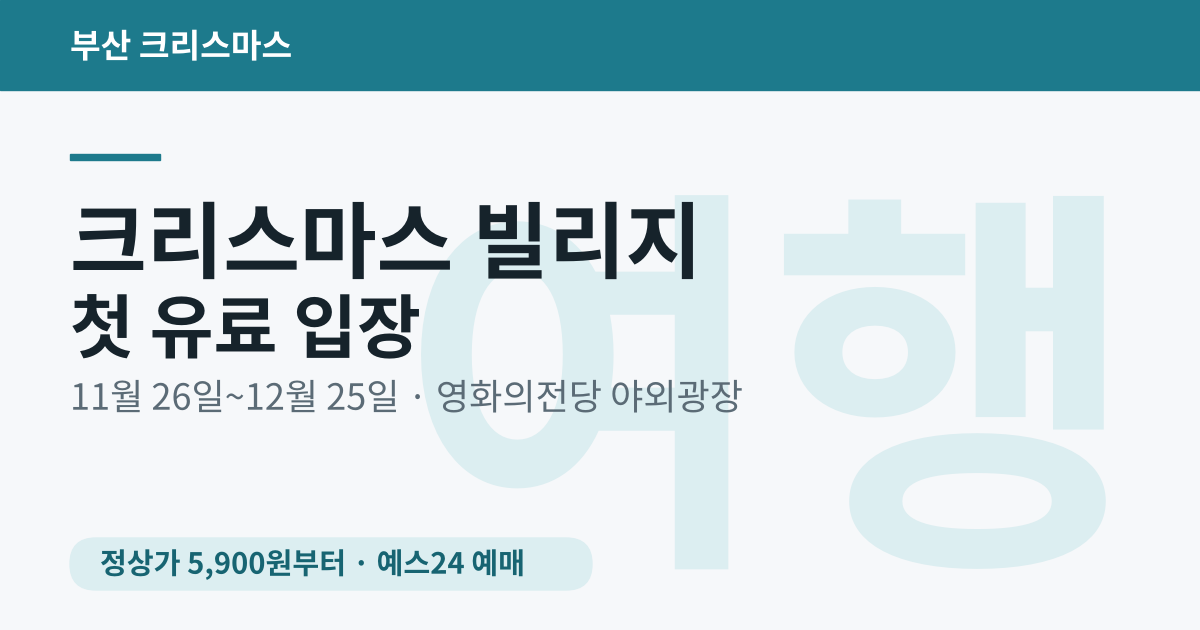 부산 크리스마스
크리스마스 빌리지
첫 유료 입장
11월 26일~12월 25일 · 영화의전당 야외광장
여행
정상가 5,900원부터 · 예스24 예매